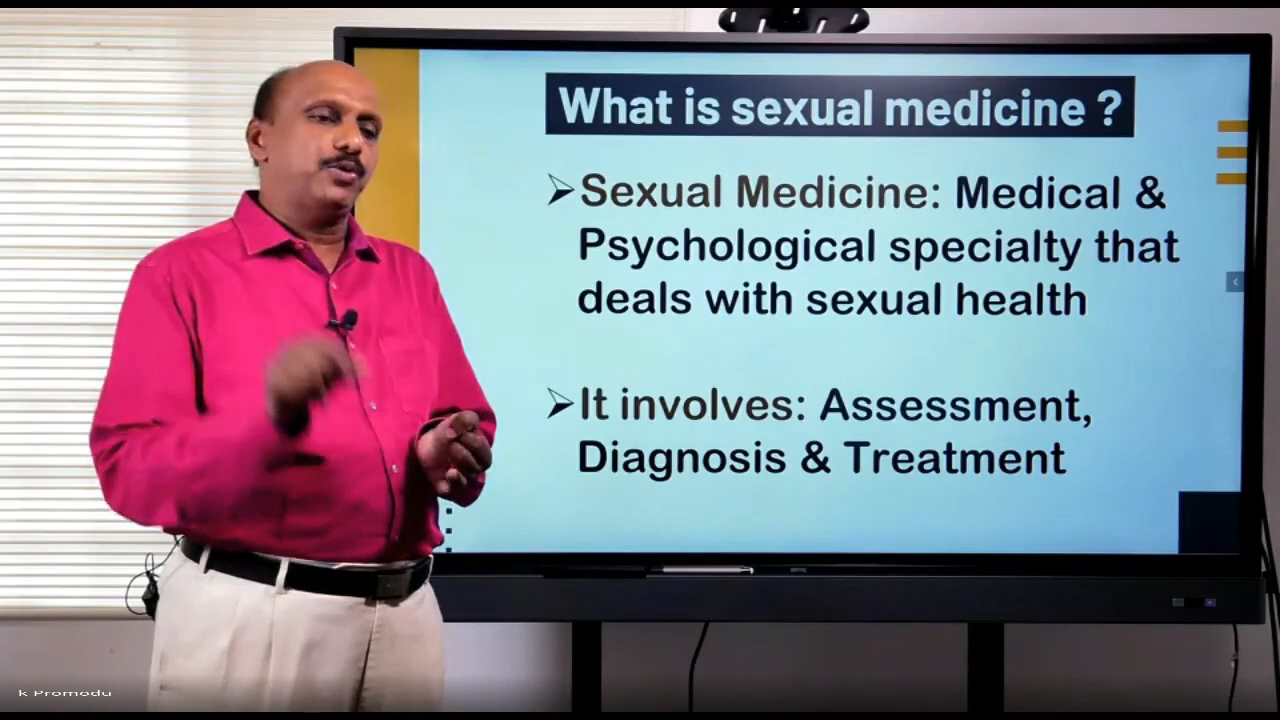 What is sexual medicine ?
➢Sexual Medicine: Medical &
Psychological specialty that
deals with sexual health
➢It involves: Assessment,
Diagnosis & Treatment
k Promodu